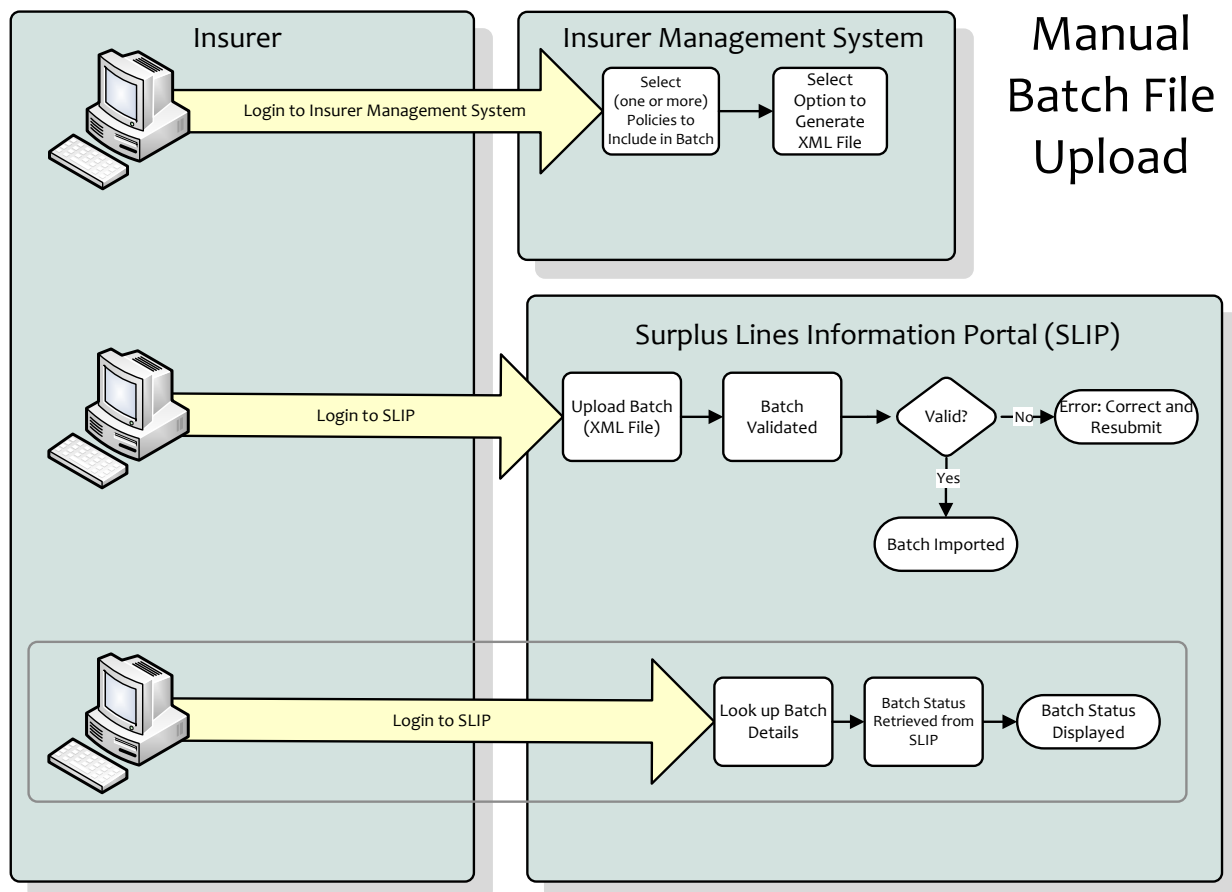 Manual
Batch File
Upload
Insurer
Insurer Management System
Login to Insurer Management System
Select
(one or more)
Policies to
Include in Batch
Select
Option to
Generate
XML File
Surplus Lines Information Portal (SLIP)
Login to SLIP
Upload Batch
(XML File)
Batch
Validated
Valid?
No
Error: Correct and
Resubmit
Yes
Batch Imported
Login to SLIP
Look up Batch
Details
Batch Status
Retrieved from
SLIP
Batch Status
Displayed